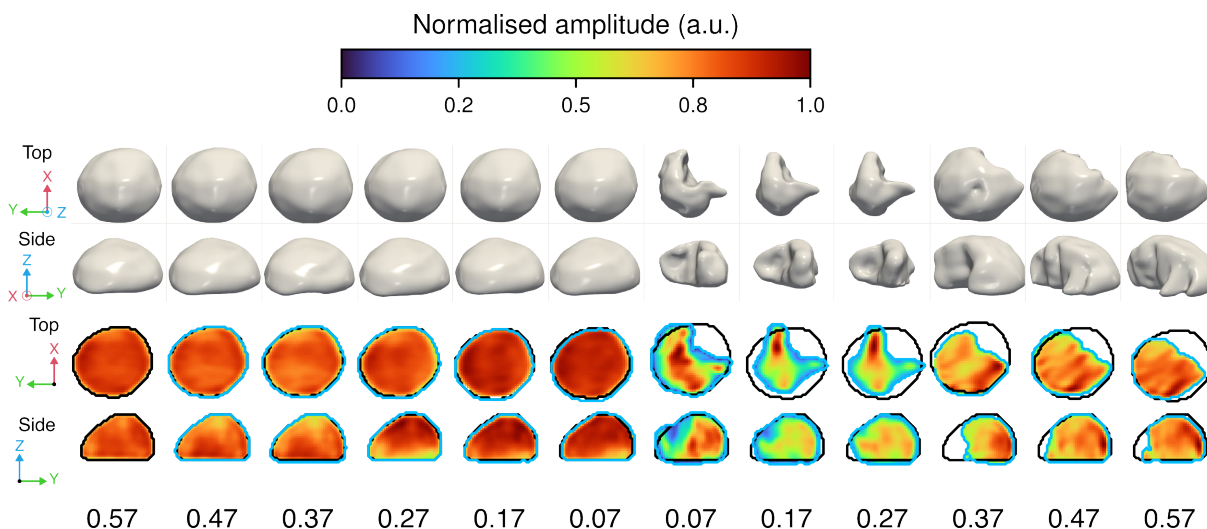 Normalised amplitude (a.u.)
0.0 0.2 0.5 0.8 1.0
Top
X
Y Z
Side
Z
X Y
Top
X
Y
Side
Z
Y
0.57 0.47 0.37 0.27 0.17 0.07 0.07 0.17 0.27 0.37 0.47 0.57